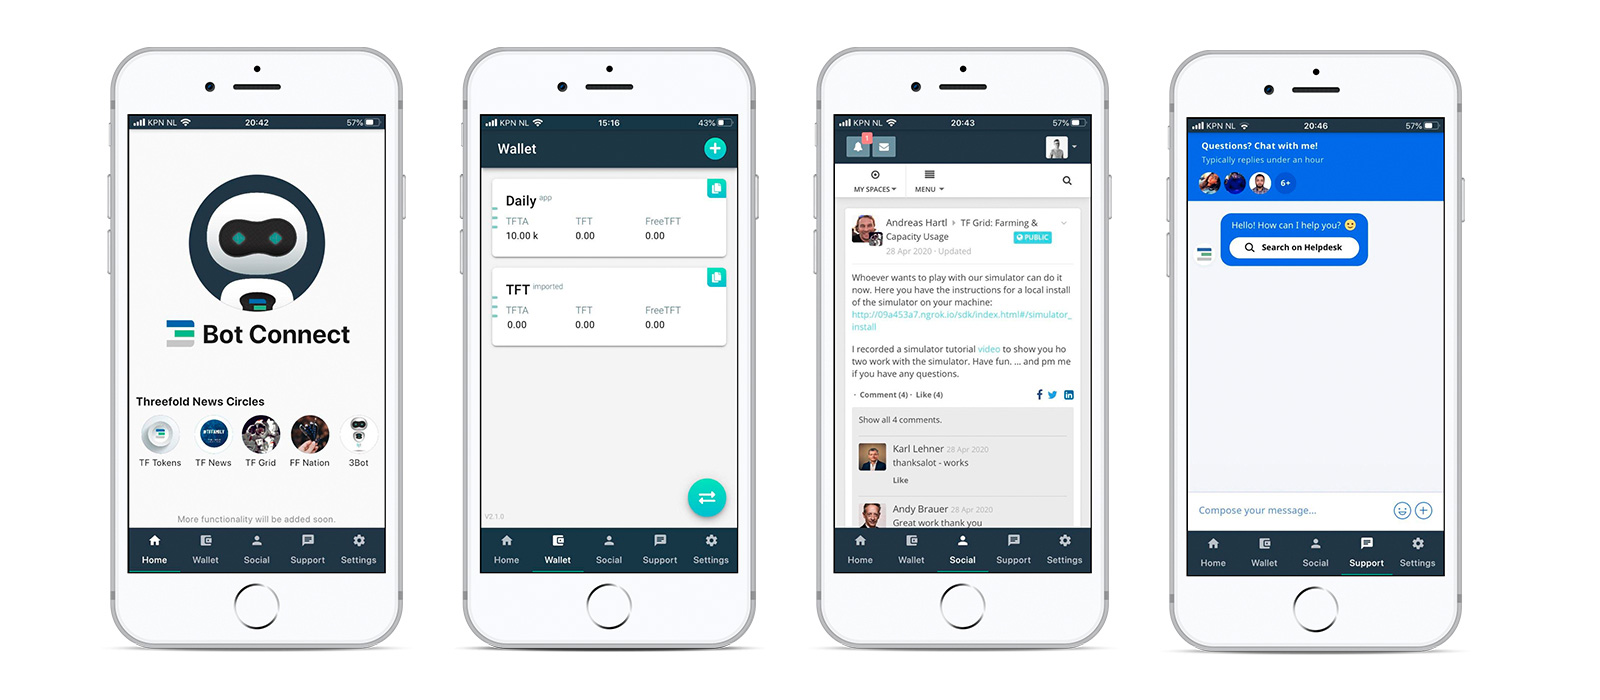 KPN NL 20:42 57%
Bot Connect
Threefold News Circles
TF Tokens TF News TF Grid FF Nation 3Bot
More functionality will be added soon.
Home Wallet Social Support Settings
KPN NL 15:16 43%
Wallet
Daily app
TFTA TFT FreeTFT
10.00 k 0.00 0.00
TFT imported
TFTA TFT FreeTFT
0.00 0.00 0.00
V2.1.0
Home Wallet Social Support Settings
KPN NL 20:43 57%
1
MY SPACES MENU
Andreas Hartl TF Grid: Farming &
Capacity Usage PUBLIC
28 Apr 2020 · Updated
Whoever wants to play with our simulator can do it
now. Here you have the instructions for a local install
of the simulator on your machine:
http://09a453a7.ngrok.io/sdk/index.html#/simulator_
install
I recorded a simulator tutorial video to show you ho
two work with the simulator. Have fun. ... and pm me
if you have any questions.
· Comment (4) · Like (4)
Show all 4 comments.
Karl Lehner 28 Apr 2020
thanksalot - works
Like
Andy Brauer 28 Apr 2020
Great work thank you
Home Wallet Social Support Settings
KPN NL 20:46 57%
Questions? Chat with me!
Typically replies under an hour
6+
Hello! How can I help you? 😄
Search on Helpdesk
Compose your message...
Home Wallet Social Support Settings